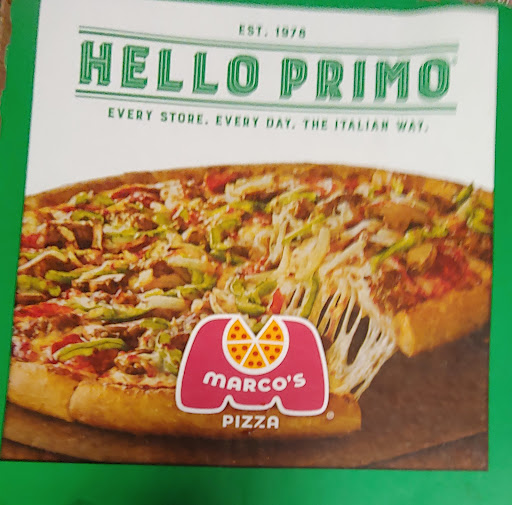 EST. 1978
HELLO PRIMO®
EVERY STORE. EVERY DAY. THE ITALIAN WAY.
MARCO'S
PIZZA
®